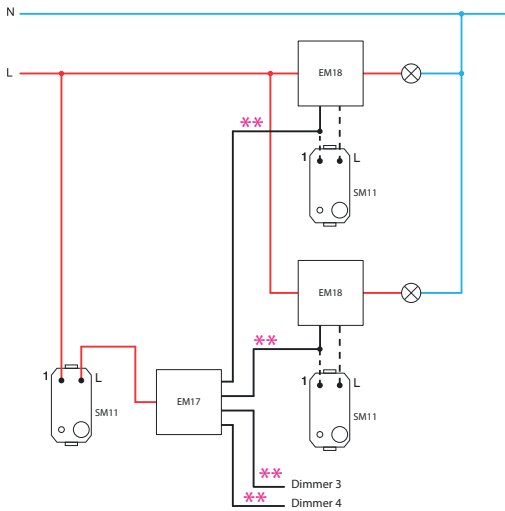 N
L
EM18
**
1 L
SM11
EM18
**
1 L
SM11
1 L
SM11
EM17
**
Dimmer 3
**
Dimmer 4